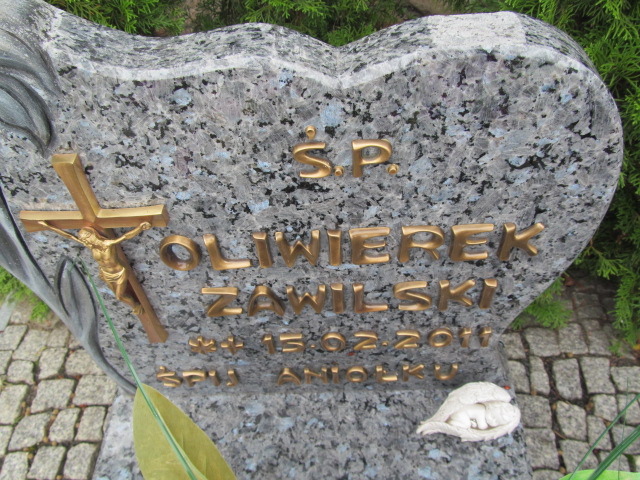 Ś.P.
OLIWIEREK
ZAWILSKI
*+ 15.02.2011
ŚPIJ ANIOŁKU